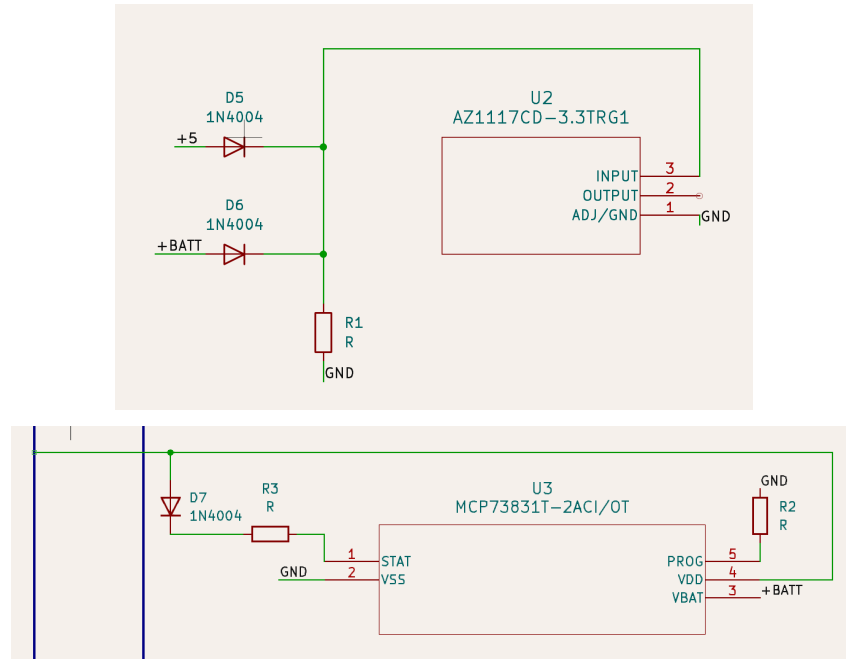 D5
1N4004
+5
D6
1N4004
+BATT
R1
R
GND
U2
AZ1117CD-3.3TRG1
INPUT 3
OUTPUT 2
ADJ/GND 1
GND
D7
1N4004
R3
R
U3
MCP73831T-2ACI/OT
GND
R2
R
1 STAT
GND 2 VSS
PROG 5
VDD 4
VBAT 3 +BATT